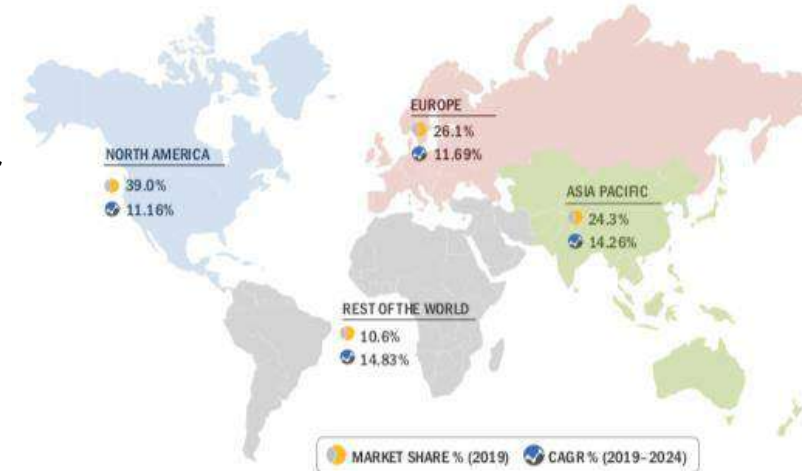 EUROPE
26.1%
11.69%
NORTH AMERICA
39.0%
11.16%
ASIA PACIFIC
24.3%
14.26%
REST OF THE WORLD
10.6%
14.83%
MARKET SHARE % (2019) CAGR % (2019-2024)